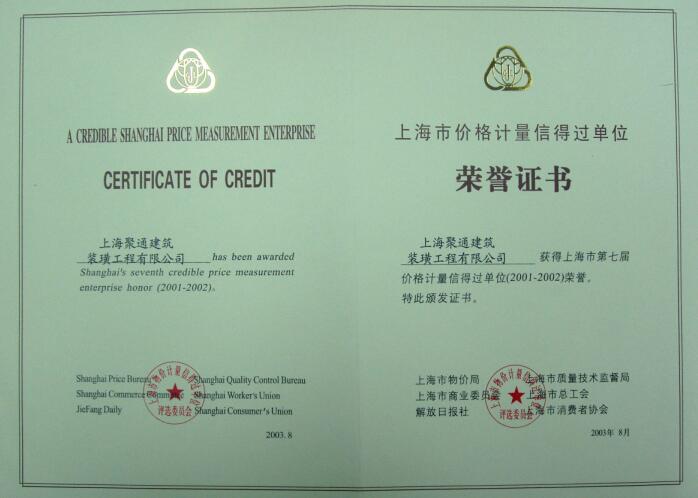 A CREDIBLE SHANGHAI PRICE MEASUREMENT ENTERPRISE
CERTIFICATE OF CREDIT
上海聚通建筑
装璜工程有限公司 has been awarded
Shanghai's seventh credible price measurement
enterprise honor (2001-2002)。
Shanghai Price Bureau Shanghai Quality Control Bureau
Shanghai Commerce Committee Shanghai Worker's Union
JieFang Daily Shanghai Consumer's Union
评选委员会
2003.8
上海市价格计量信得过单位
荣誉证书
上海聚通建筑
装璜工程有限公司 获得上海市第七届
价格计量信得过单位(2001-2002)荣誉。
特此颁发证书。
上海市物价局 上海市质量技术监督局
上海市商业委员会 上海市总工会
解放日报社 上海市消费者协会
评选委员会
2003年 8月